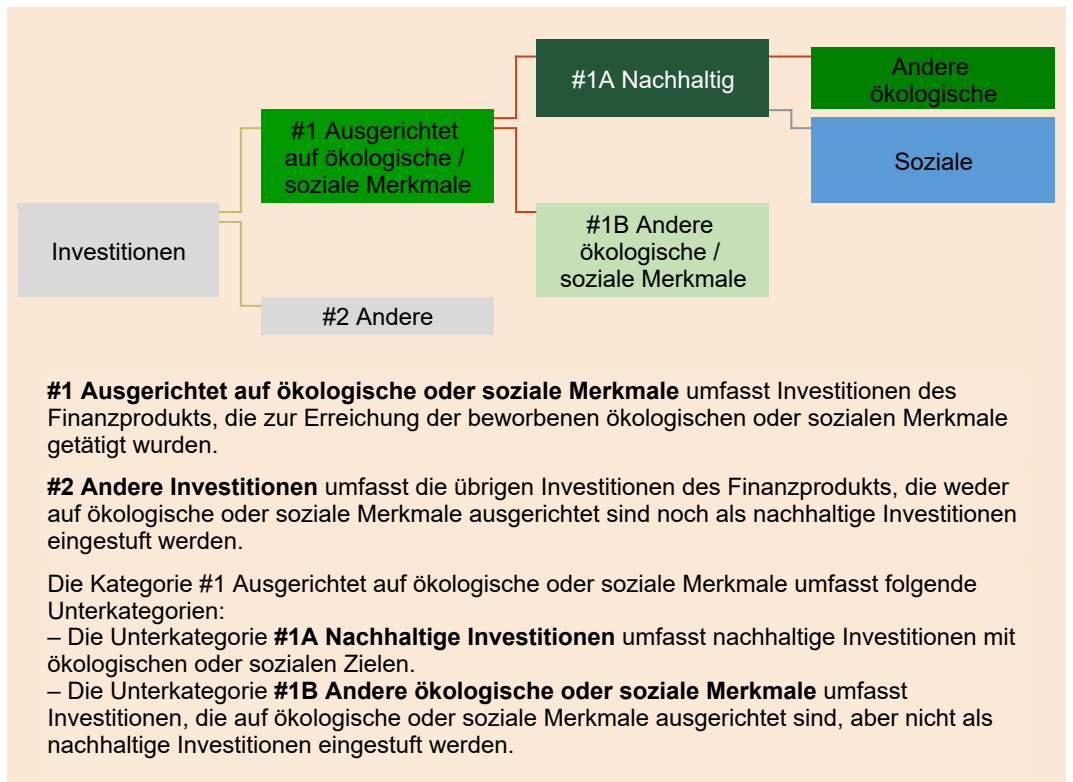 #1A Nachhaltig
Andere
ökologische
#1 Ausgerichtet
auf ökologische /
soziale Merkmale
Soziale
Investitionen
#1B Andere
ökologische /
soziale Merkmale
#2 Andere
#1 Ausgerichtet auf ökologische oder soziale Merkmale umfasst Investitionen des
Finanzprodukts, die zur Erreichung der beworbenen ökologischen oder sozialen Merkmale
getätigt wurden.
#2 Andere Investitionen umfasst die übrigen Investitionen des Finanzprodukts, die weder
auf ökologische oder soziale Merkmale ausgerichtet sind noch als nachhaltige Investitionen
eingestuft werden.
Die Kategorie #1 Ausgerichtet auf ökologische oder soziale Merkmale umfasst folgende
Unterkategorien:
– Die Unterkategorie #1A Nachhaltige Investitionen umfasst nachhaltige Investitionen mit
ökologischen oder sozialen Zielen.
– Die Unterkategorie #1B Andere ökologische oder soziale Merkmale umfasst
Investitionen, die auf ökologische oder soziale Merkmale ausgerichtet sind, aber nicht als
nachhaltige Investitionen eingestuft werden.